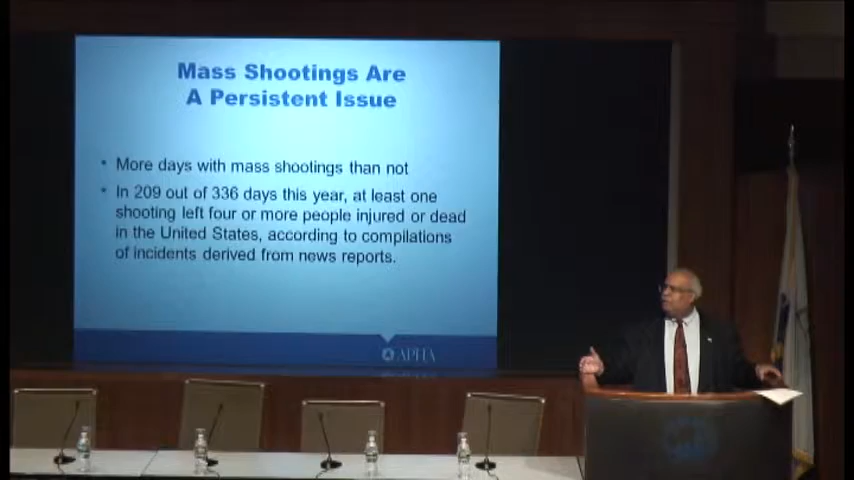 Mass Shootings Are
A Persistent Issue
• More days with mass shootings than not
• In 209 out of 336 days this year, at least one
shooting left four or more people injured or dead
in the United States, according to compilations
of incidents derived from news reports.
APHA